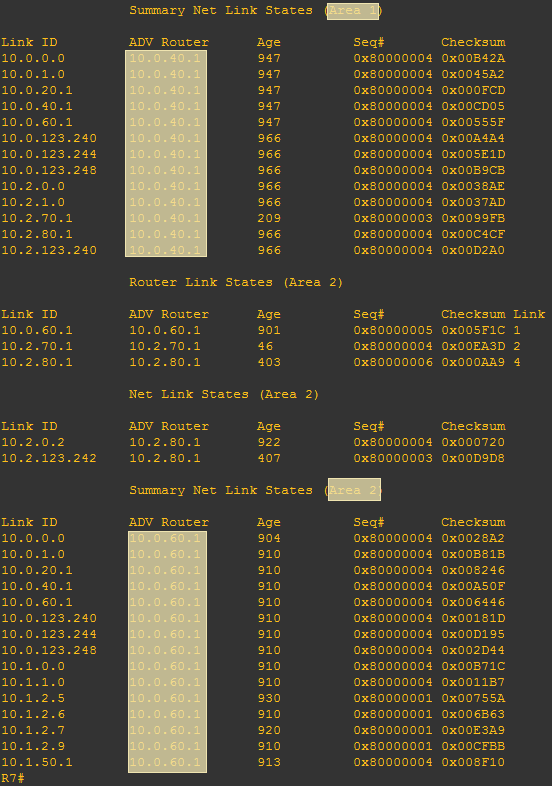 Summary Net Link States (Area 1)
Link ID ADV Router Age Seq# Checksum
10.0.0.0 10.0.40.1 947 0x80000004 0x00B42A
10.0.1.0 10.0.40.1 947 0x80000004 0x0045A2
10.0.20.1 10.0.40.1 947 0x80000004 0x000FCD
10.0.40.1 10.0.40.1 947 0x80000004 0x00CD05
10.0.60.1 10.0.40.1 947 0x80000004 0x00555F
10.0.123.240 10.0.40.1 966 0x80000004 0x00A4A4
10.0.123.244 10.0.40.1 966 0x80000004 0x005E1D
10.0.123.248 10.0.40.1 966 0x80000004 0x00B9CB
10.2.0.0 10.0.40.1 966 0x80000004 0x0038AE
10.2.1.0 10.0.40.1 966 0x80000004 0x0037AD
10.2.70.1 10.0.40.1 209 0x80000003 0x0099FB
10.2.80.1 10.0.40.1 966 0x80000004 0x00C4CF
10.2.123.240 10.0.40.1 966 0x80000004 0x00D2A0
Router Link States (Area 2)
Link ID ADV Router Age Seq# Checksum Link
10.0.60.1 10.0.60.1 901 0x80000005 0x005F1C 1
10.2.70.1 10.2.70.1 46 0x80000004 0x00EA3D 2
10.2.80.1 10.2.80.1 403 0x80000006 0x000AA9 4
Net Link States (Area 2)
Link ID ADV Router Age Seq# Checksum
10.2.0.2 10.2.80.1 922 0x80000004 0x000720
10.2.123.242 10.2.80.1 407 0x80000003 0x00D9D8
Summary Net Link States (Area 2)
Link ID ADV Router Age Seq# Checksum
10.0.0.0 10.0.60.1 904 0x80000004 0x0028A2
10.0.1.0 10.0.60.1 910 0x80000004 0x00B81B
10.0.20.1 10.0.60.1 910 0x80000004 0x008246
10.0.40.1 10.0.60.1 910 0x80000004 0x00A50F
10.0.60.1 10.0.60.1 910 0x80000004 0x006446
10.0.123.240 10.0.60.1 910 0x80000004 0x00181D
10.0.123.244 10.0.60.1 910 0x80000004 0x00D195
10.0.123.248 10.0.60.1 910 0x80000004 0x002D44
10.1.0.0 10.0.60.1 910 0x80000004 0x00B71C
10.1.1.0 10.0.60.1 910 0x80000004 0x0011B7
10.1.2.5 10.0.60.1 930 0x80000001 0x00755A
10.1.2.6 10.0.60.1 910 0x80000001 0x006B63
10.1.2.7 10.0.60.1 920 0x80000001 0x00E3A9
10.1.2.9 10.0.60.1 910 0x80000001 0x00CFBB
10.1.50.1 10.0.60.1 913 0x80000004 0x008F10
R7#